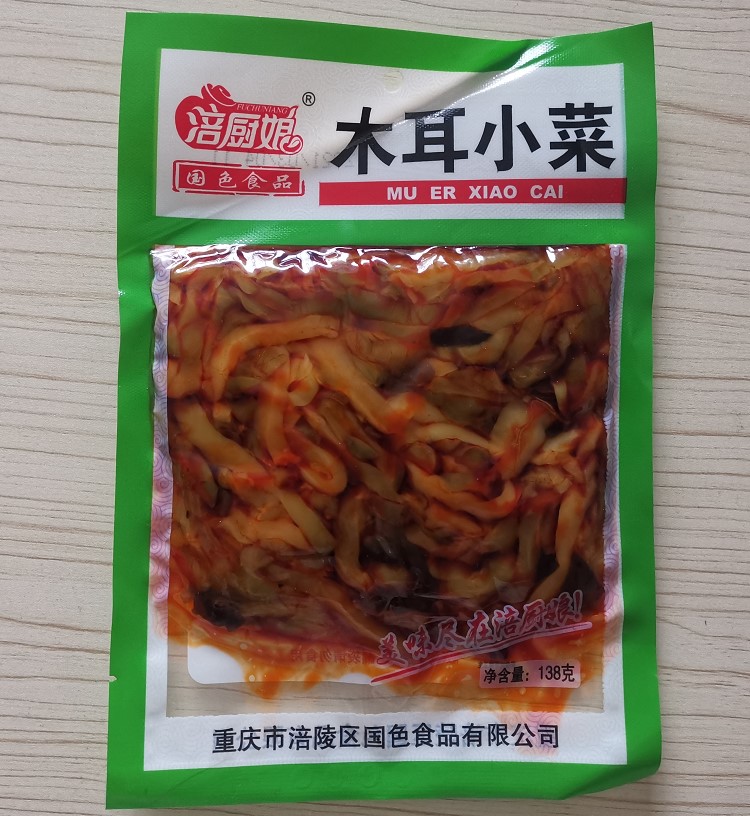 FUCHUNIANG
涪厨娘®
国色食品
木耳小菜
MU ER XIAO CAI
美味尽在涪厨娘!
净含量：138克
重庆市涪陵区国色食品有限公司